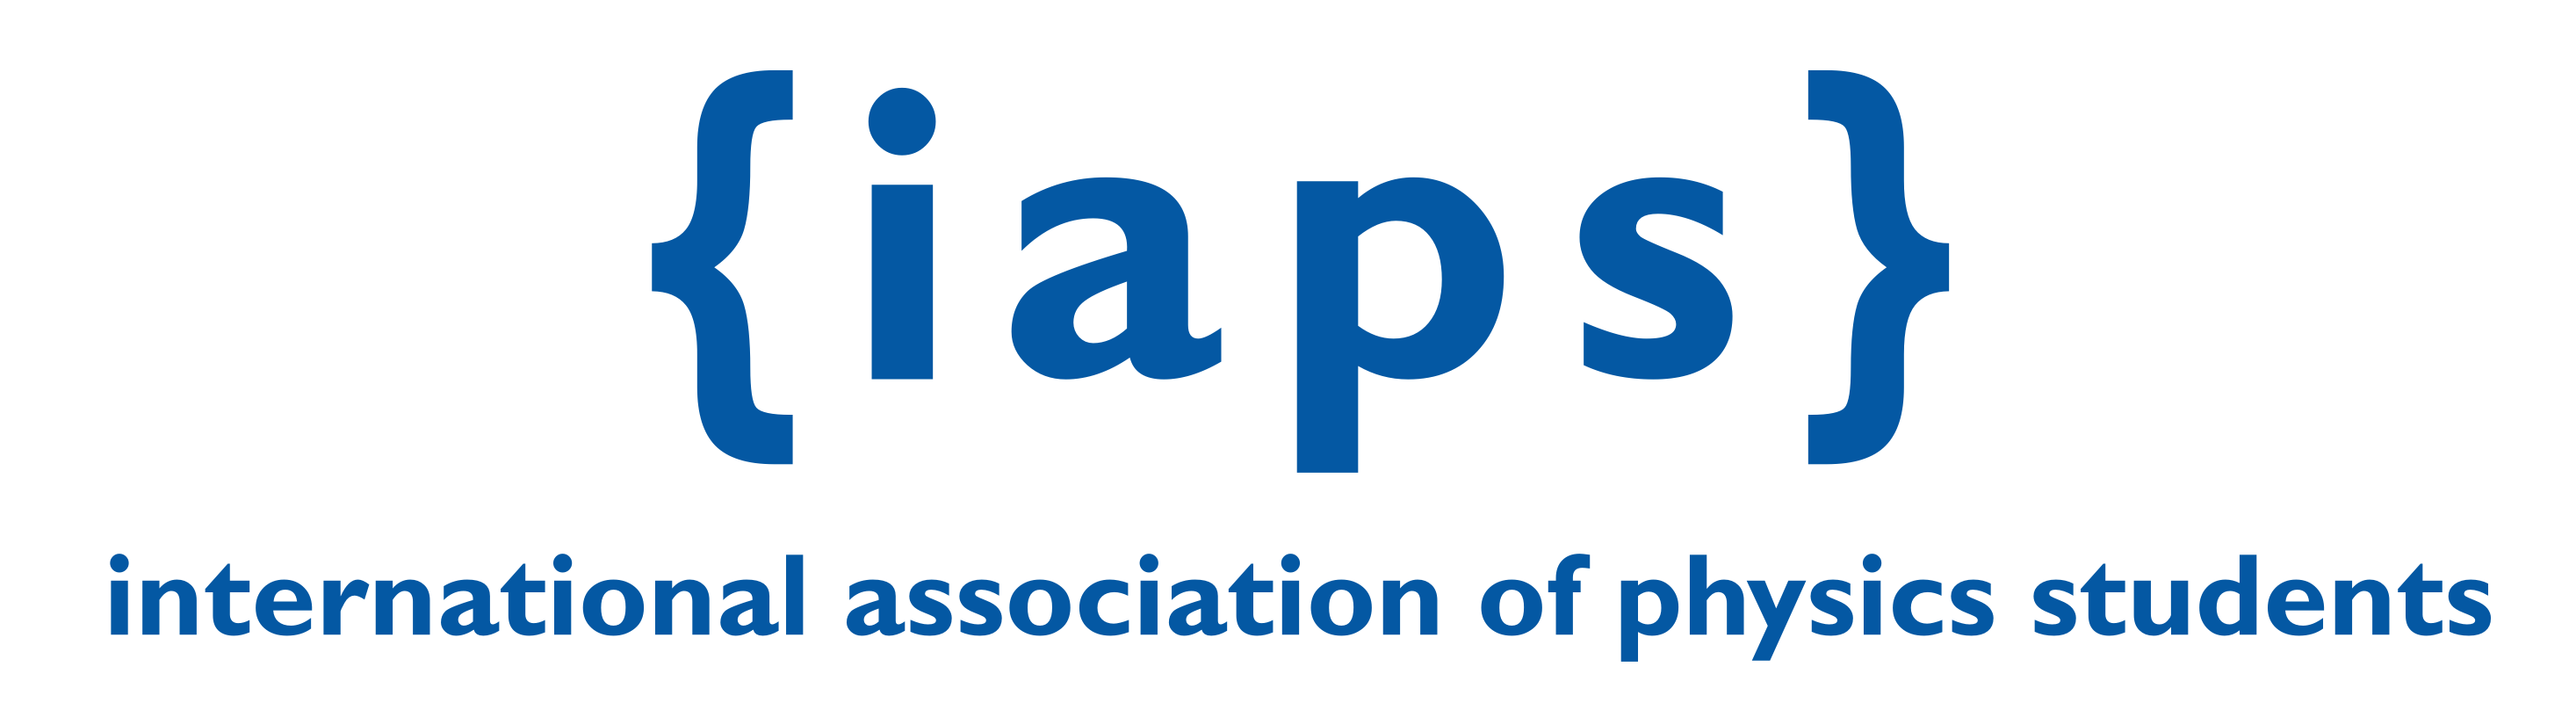 {iaps}
international association of physics students